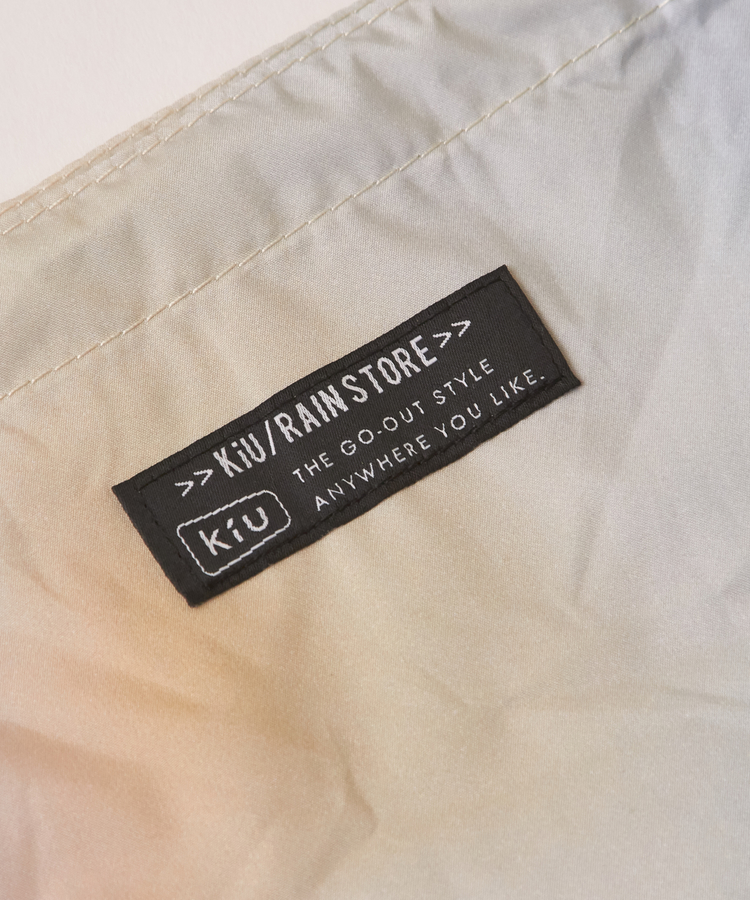 >>KiU/RAINSTORE>>
kiU
THE GO-OUT STYLE
ANYWHERE YOU LIKE.